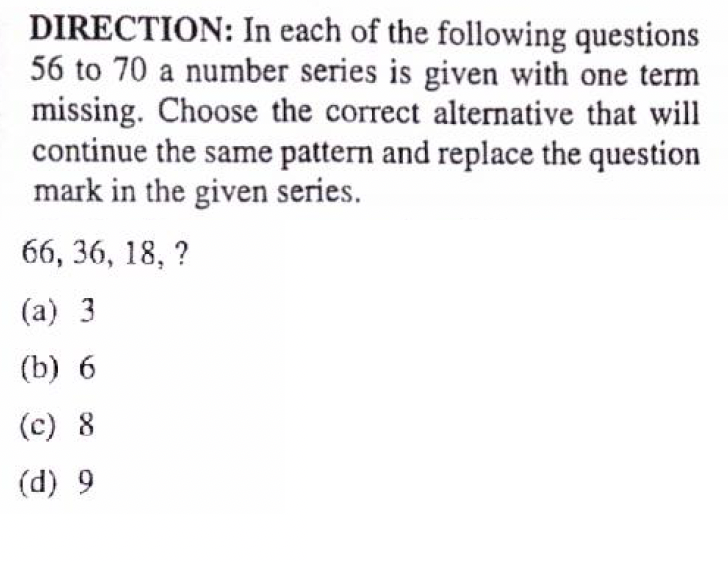 DIRECTION: In each of the following questions
56 to 70 a number series is given with one term
missing. Choose the correct alternative that will
continue the same pattern and replace the question
mark in the given series.
66, 36, 18, ?
(a) 3
(b) 6
(c) 8
(d) 9